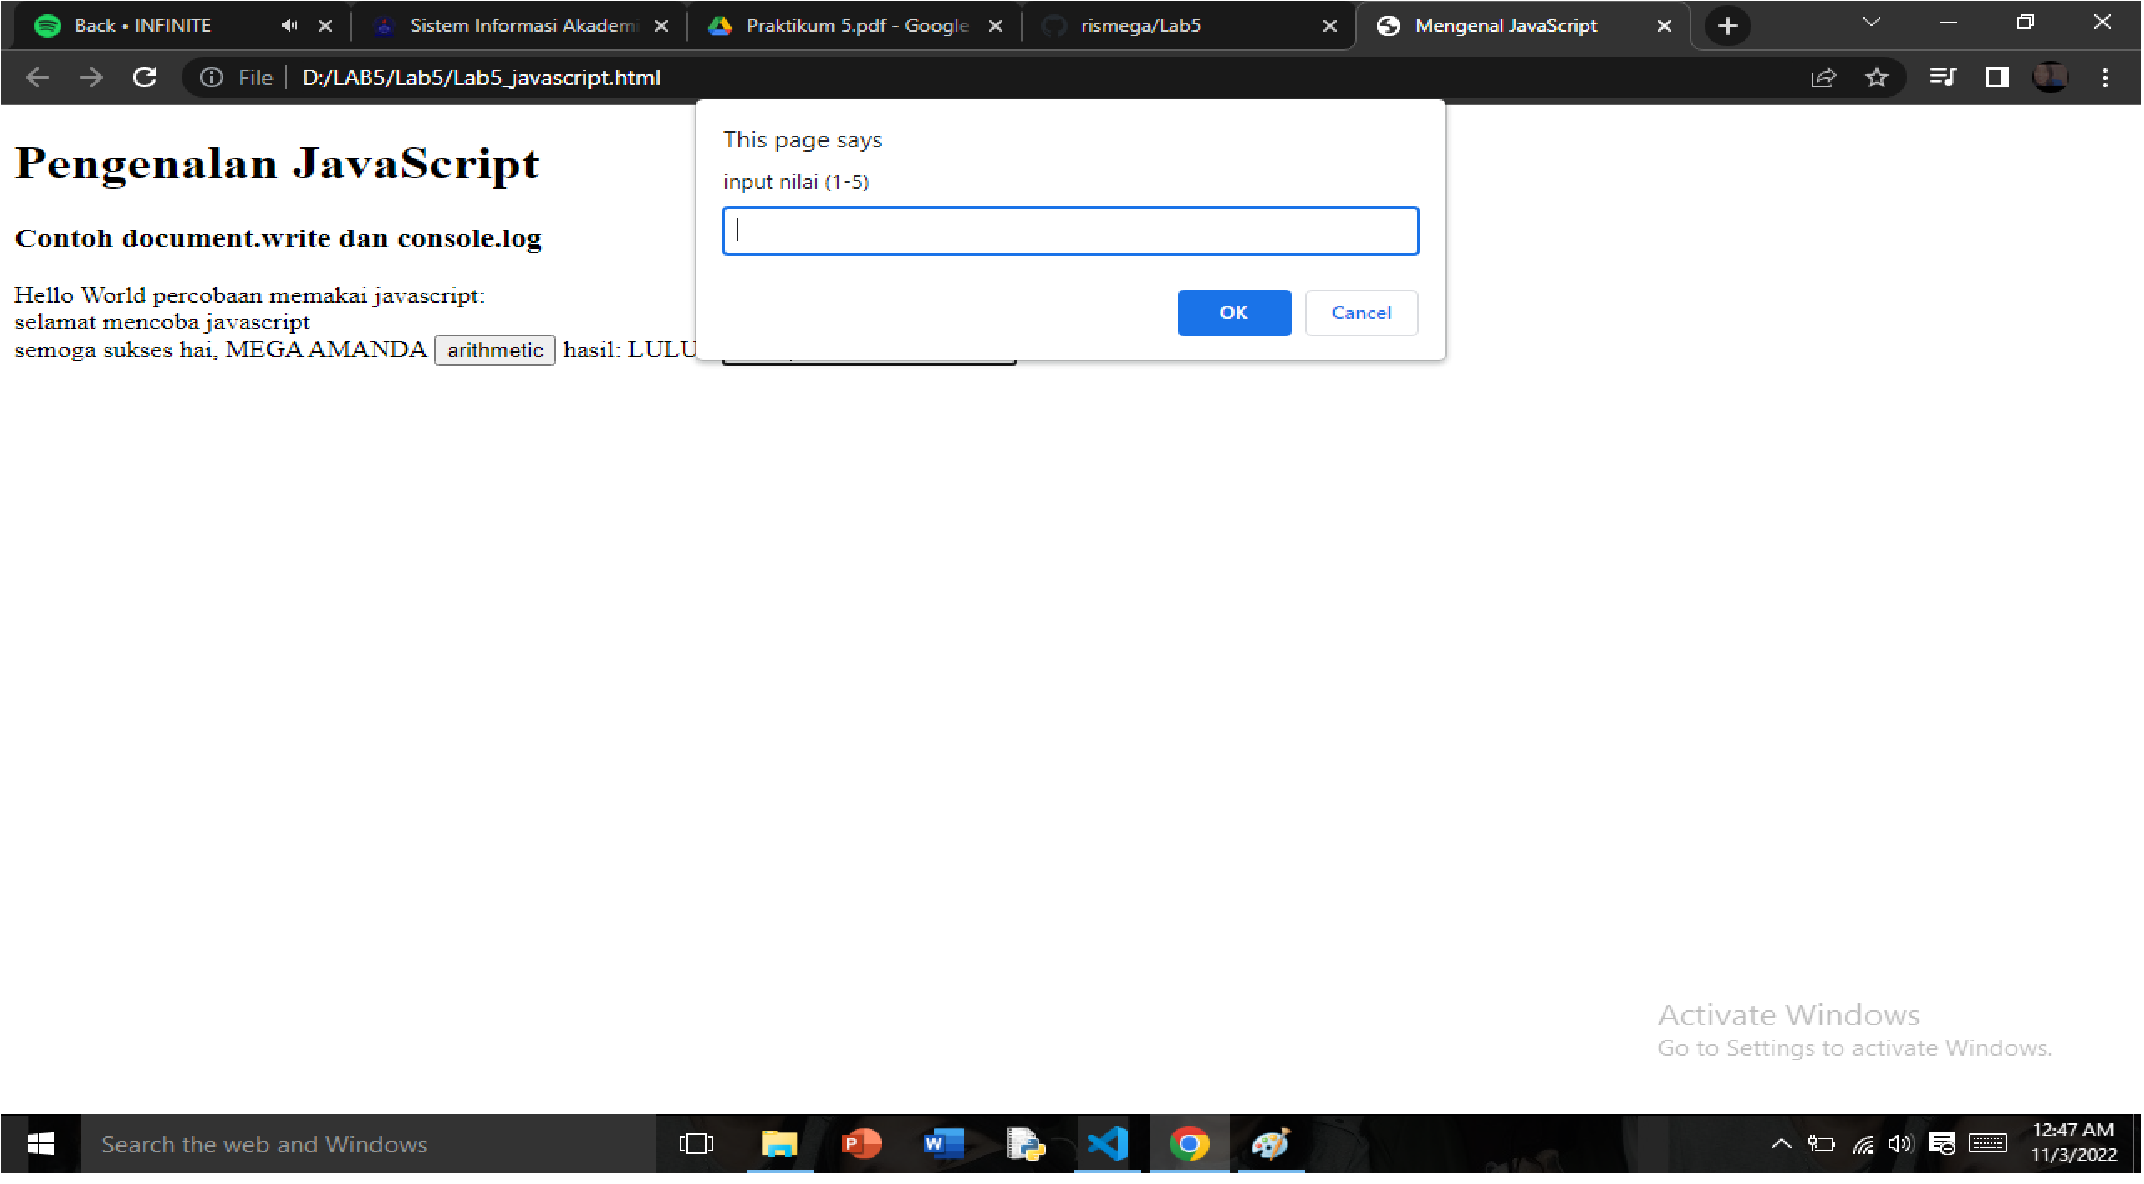 Back • INFINITE
Sistem Informasi Akademi
Praktikum 5.pdf - Google
rismega/Lab5
Mengenal JavaScript
File
D:/LAB5/Lab5/Lab5_javascript.html
This page says
input nilai (1-5)
OK
Cancel
Pengenalan JavaScript
Contoh document.write dan console.log
Hello World percobaan memakai javascript:
selamat mencoba javascript
semoga sukses hai, MEGA AMANDA arithmetic hasil: LULU
Activate Windows
Go to Settings to activate Windows.
Search the web and Windows
12:47 AM
11/3/2022